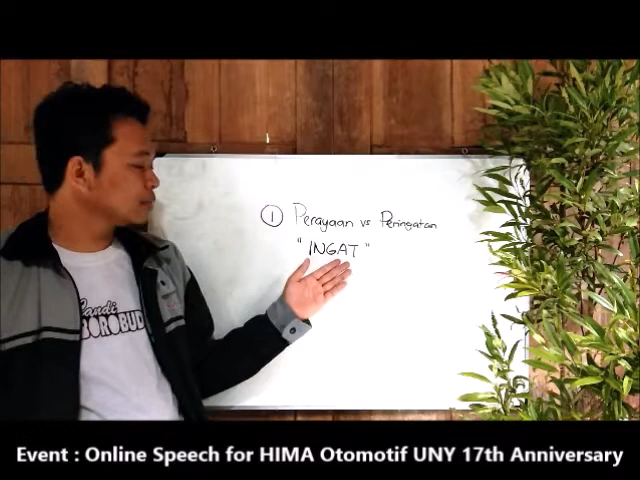 ① Perayaan vs Peringatan
" INGAT "
Candi
BOROBUD
Event : Online Speech for HIMA Otomotif UNY 17th Anniversary